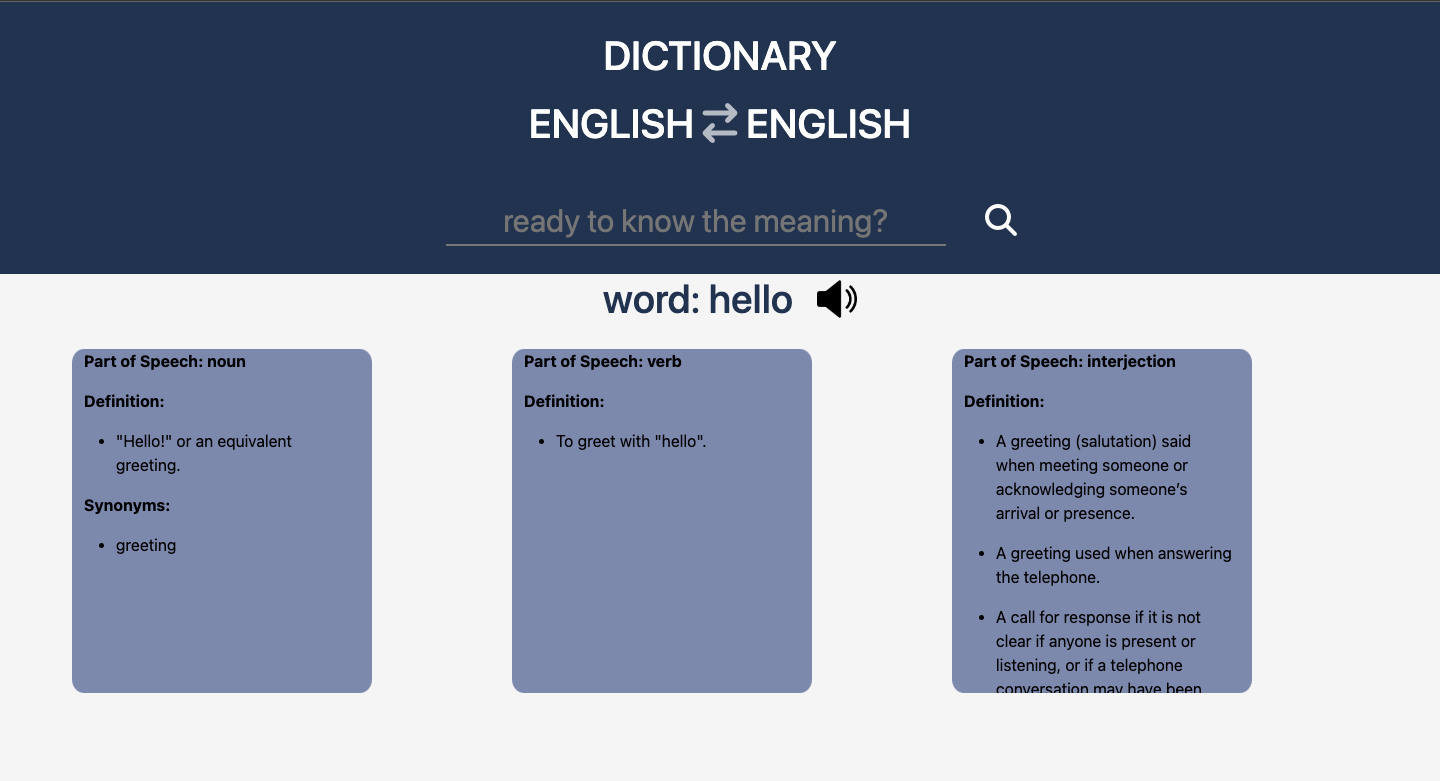 DICTIONARY
ENGLISH ENGLISH
ready to know the meaning?
word: hello
Part of Speech: noun
Definition:
"Hello!" or an equivalent
greeting.
Synonyms:
greeting
Part of Speech: verb
Definition:
To greet with "hello".
Part of Speech: interjection
Definition:
A greeting (salutation) said
when meeting someone or
acknowledging someone’s
arrival or presence.
A greeting used when answering
the telephone.
A call for response if it is not
clear if anyone is present or
listening, or if a telephone
conversation may have been